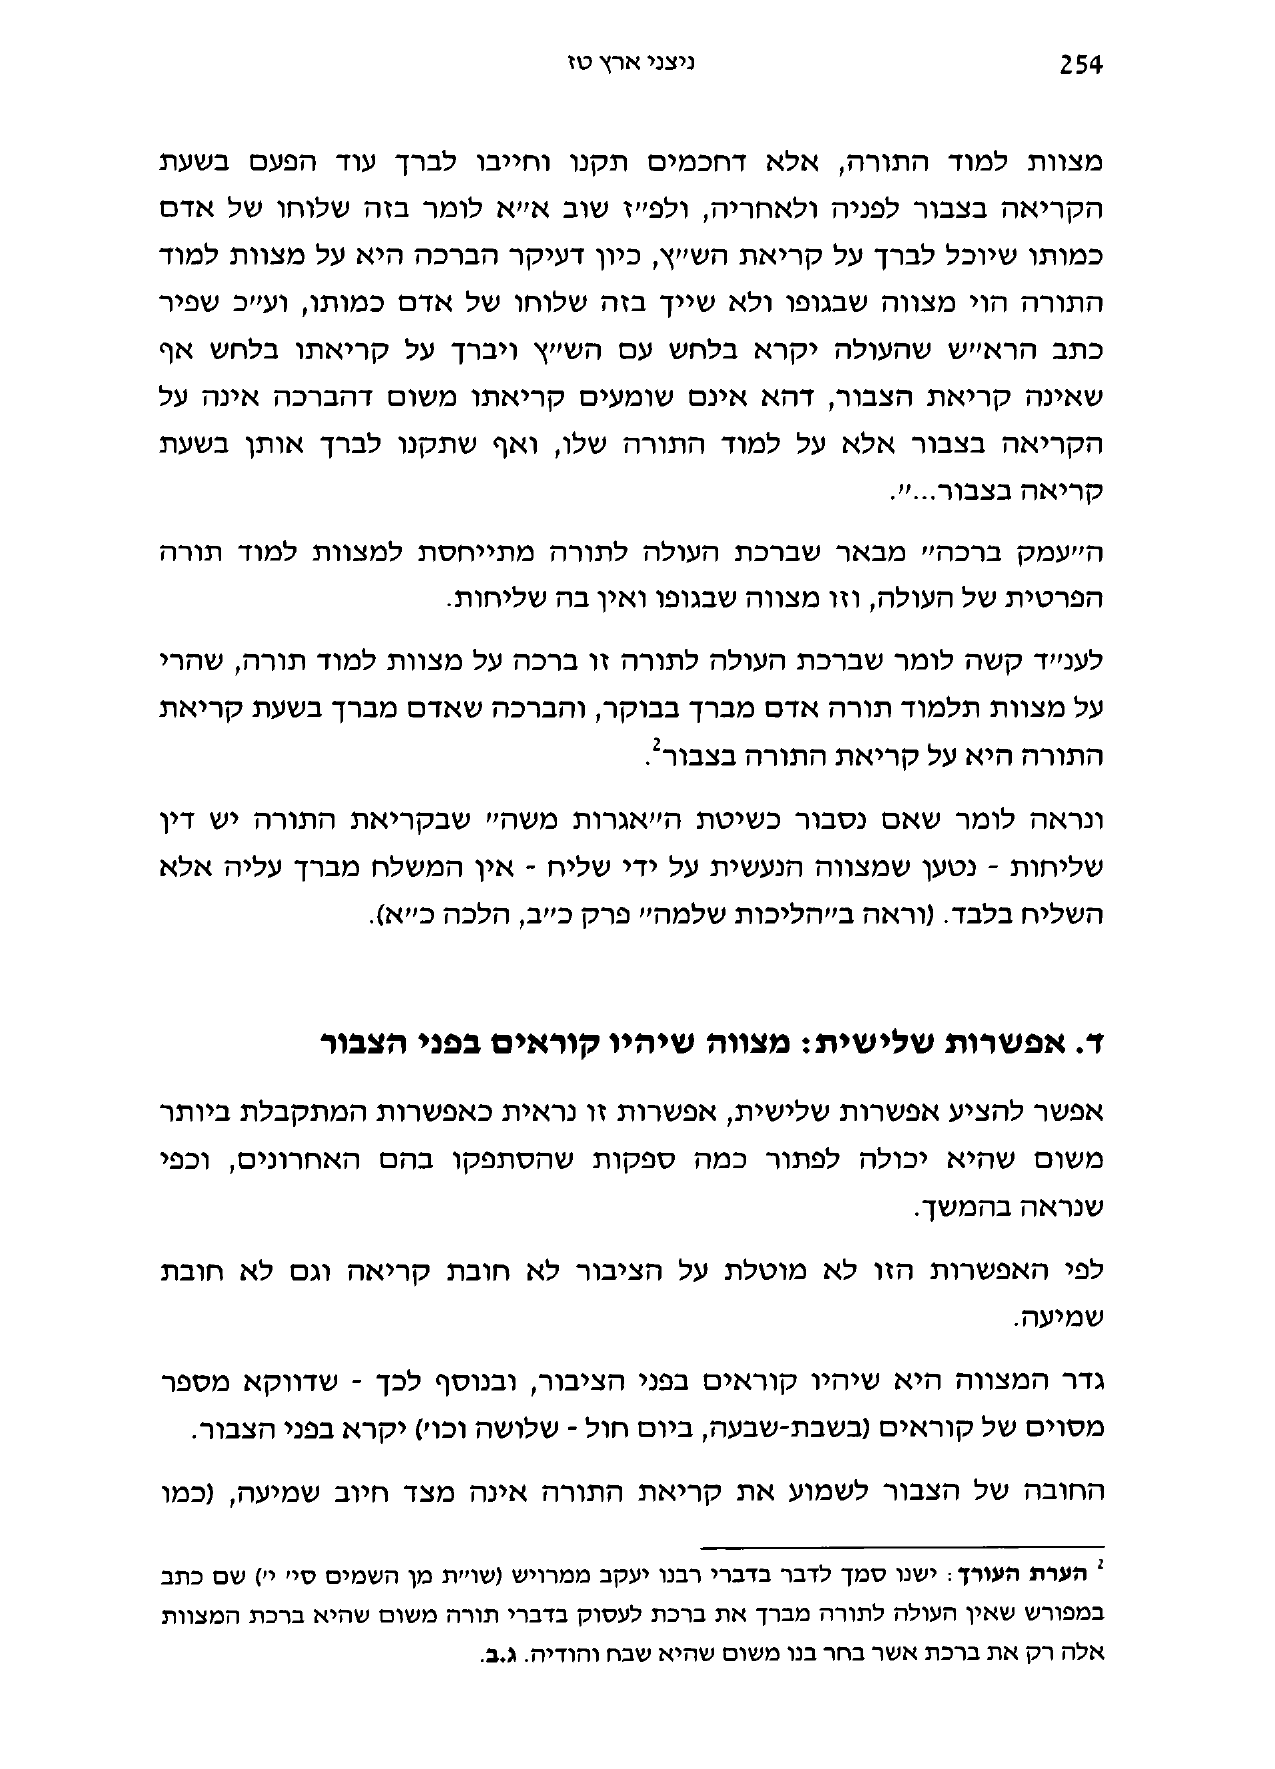 254
ניצני ארץ טז
מצוות למוד התורה, אלא דחכמים תקנו וחייבו לברך עוד הפעם בשעת
הקריאה בצבור לפניה ולאחריה, ולפ״ז שוב א״א לומר בזה שלוחו של אדם
כמותו שיוכל לברך על קריאת הש״ץ, כיון דעיקר הברכה היא על מצוות למוד
התורה הוי מצווה שבגופו ולא שייך בזה שלוחו של אדם כמותו, וע״כ שפיר
כתב הרא״ש שהעולה יקרא בלחש עם הש״ץ ויברך על קריאתו בלחש אף
שאינה קריאת הצבור, דהא אינם שומעים קריאתו משום דהברכה אינה על
הקריאה בצבור אלא על למוד התורה שלו, ואף שתקנו לברך אותן בשעת
קריאה בצבור...״.
ה״עמק ברכה״ מבאר שברכת העולה לתורה מתייחסת למצוות למוד תורה
הפרטית של העולה, וזו מצווה שבגופו ואין בה שליחות.
לענ״ד קשה לומר שברכת העולה לתורה זו ברכה על מצוות למוד תורה, שהרי
על מצוות תלמוד תורה אדם מברך בבוקר, והברכה שאדם מברך בשעת קריאת
התורה היא על קריאת התורה בצבור².
ונראה לומר שאם נסבור כשיטת ה״אגרות משה״ שבקריאת התורה יש דין
שליחות - נטען שמצווה הנעשית על ידי שליח - אין המשלח מברך עליה אלא
השליח בלבד. (וראה ב״הליכות שלמה״ פרק כ״ב, הלכה כ״א).
ד. אפשרות שלישית: מצווה שיהיו קוראים בפני הצבור
אפשר להציע אפשרות שלישית, אפשרות זו נראית כאפשרות המתקבלת ביותר
משום שהיא יכולה לפתור כמה ספקות שהסתפקו בהם האחרונים, וכפי
שנראה בהמשך.
לפי האפשרות הזו לא מוטלת על הציבור לא חובת קריאה וגם לא חובת
שמיעה.
גדר המצווה היא שיהיו קוראים בפני הציבור, ובנוסף לכך - שדווקא מספר
מסוים של קוראים (בשבת-שבעה, ביום חול - שלושה וכו׳) יקרא בפני הצבור.
החובה של הצבור לשמוע את קריאת התורה אינה מצד חיוב שמיעה, (כמו
² הערת העורך: ישנו סמך לדבר בדברי רבנו יעקב ממרויש (שו״ת מן השמים סי׳ י׳) שם כתב
במפורש שאין העולה לתורה מברך את ברכת לעסוק בדברי תורה משום שהיא ברכת המצוות
אלה רק את ברכת אשר בחר בנו משום שהיא שבח והודיה. ג.ב.